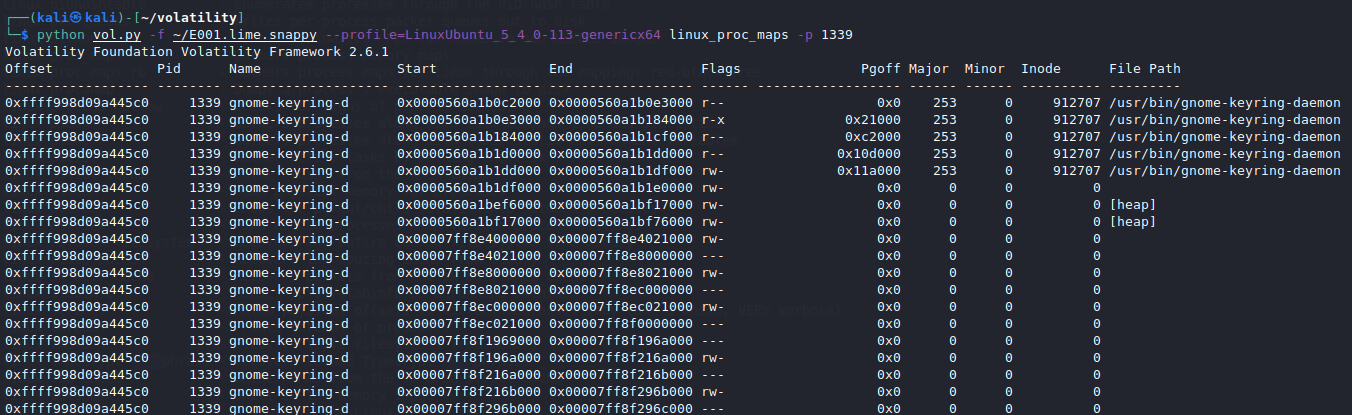 ┌──(kali㉿kali)-[~/volatility]
└─$ python vol.py -f ~/E001.lime.snappy --profile=LinuxUbuntu_5_4_0-113-genericx64 linux_proc_maps -p 1339
Volatility Foundation Volatility Framework 2.6.1
Offset Pid Name Start End Flags Pgoff Major Minor Inode File Path
------------------ -------- -------------------- ------------------ ------------------ ------ ------------------ ------ ------ ---------- ---------
0xffff998d09a445c0 1339 gnome-keyring-d 0x0000560a1b0c2000 0x0000560a1b0e3000 r-- 0x0 253 0 912707 /usr/bin/gnome-keyring-daemon
0xffff998d09a445c0 1339 gnome-keyring-d 0x0000560a1b0e3000 0x0000560a1b184000 r-x 0x21000 253 0 912707 /usr/bin/gnome-keyring-daemon
0xffff998d09a445c0 1339 gnome-keyring-d 0x0000560a1b184000 0x0000560a1b1cf000 r-- 0xc2000 253 0 912707 /usr/bin/gnome-keyring-daemon
0xffff998d09a445c0 1339 gnome-keyring-d 0x0000560a1b1d0000 0x0000560a1b1dd000 r-- 0x10d000 253 0 912707 /usr/bin/gnome-keyring-daemon
0xffff998d09a445c0 1339 gnome-keyring-d 0x0000560a1b1dd000 0x0000560a1b1df000 rw- 0x11a000 253 0 912707 /usr/bin/gnome-keyring-daemon
0xffff998d09a445c0 1339 gnome-keyring-d 0x0000560a1b1df000 0x0000560a1b1e0000 rw- 0x0 0 0 0
0xffff998d09a445c0 1339 gnome-keyring-d 0x0000560a1bef6000 0x0000560a1bf17000 rw- 0x0 0 0 0 [heap]
0xffff998d09a445c0 1339 gnome-keyring-d 0x0000560a1bf17000 0x0000560a1bf76000 rw- 0x0 0 0 0 [heap]
0xffff998d09a445c0 1339 gnome-keyring-d 0x00007ff8e4000000 0x00007ff8e4021000 rw- 0x0 0 0 0
0xffff998d09a445c0 1339 gnome-keyring-d 0x00007ff8e4021000 0x00007ff8e8000000 --- 0x0 0 0 0
0xffff998d09a445c0 1339 gnome-keyring-d 0x00007ff8e8000000 0x00007ff8e8021000 rw- 0x0 0 0 0
0xffff998d09a445c0 1339 gnome-keyring-d 0x00007ff8e8021000 0x00007ff8ec000000 --- 0x0 0 0 0
0xffff998d09a445c0 1339 gnome-keyring-d 0x00007ff8ec000000 0x00007ff8ec021000 rw- 0x0 0 0 0
0xffff998d09a445c0 1339 gnome-keyring-d 0x00007ff8ec021000 0x00007ff8f0000000 --- 0x0 0 0 0
0xffff998d09a445c0 1339 gnome-keyring-d 0x00007ff8f1969000 0x00007ff8f196a000 --- 0x0 0 0 0
0xffff998d09a445c0 1339 gnome-keyring-d 0x00007ff8f196a000 0x00007ff8f216a000 rw- 0x0 0 0 0
0xffff998d09a445c0 1339 gnome-keyring-d 0x00007ff8f216a000 0x00007ff8f216b000 --- 0x0 0 0 0
0xffff998d09a445c0 1339 gnome-keyring-d 0x00007ff8f216b000 0x00007ff8f296b000 rw- 0x0 0 0 0
0xffff998d09a445c0 1339 gnome-keyring-d 0x00007ff8f296b000 0x00007ff8f296c000 --- 0x0 0 0 0